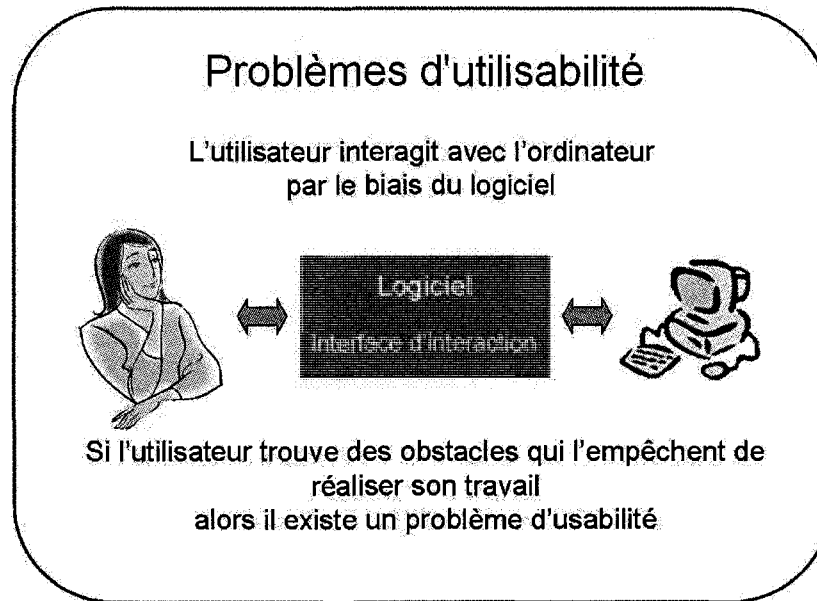 Problèmes d'utilisabilité
L'utilisateur interagit avec l'ordinateur
par le biais du logiciel
Logiciel
Interface d'interaction
Si l'utilisateur trouve des obstacles qui l'empêchent de
réaliser son travail
alors il existe un problème d'usabilité